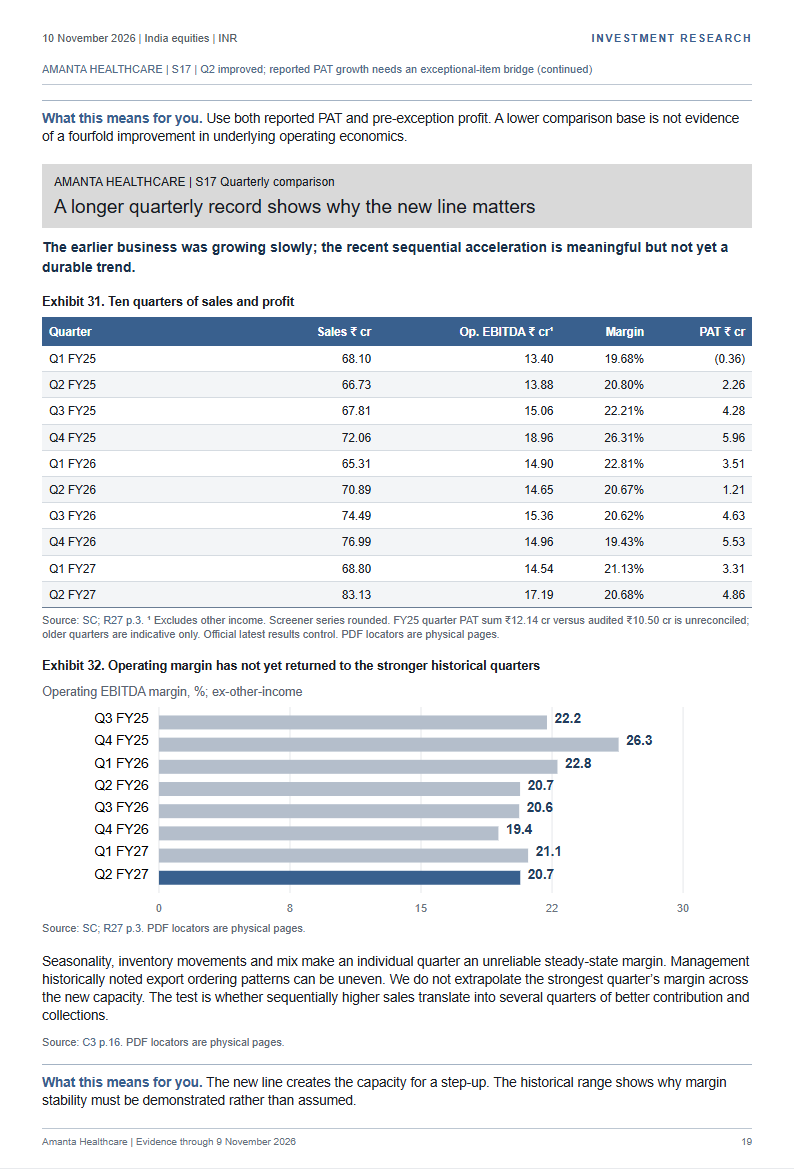 10 November 2026 | India equities | INR
INVESTMENT RESEARCH
AMANTA HEALTHCARE | S17 | Q2 improved; reported PAT growth needs an exceptional-item bridge (continued)
What this means for you. Use both reported PAT and pre-exception profit. A lower comparison base is not evidence
of a fourfold improvement in underlying operating economics.
AMANTA HEALTHCARE | S17 Quarterly comparison
A longer quarterly record shows why the new line matters
The earlier business was growing slowly; the recent sequential acceleration is meaningful but not yet a
durable trend.
Exhibit 31. Ten quarters of sales and profit
Quarter Sales ₹ cr Op. EBITDA ₹ cr¹ Margin PAT ₹ cr
Q1 FY25 68.10 13.40 19.68% (0.36)
Q2 FY25 66.73 13.88 20.80% 2.26
Q3 FY25 67.81 15.06 22.21% 4.28
Q4 FY25 72.06 18.96 26.31% 5.96
Q1 FY26 65.31 14.90 22.81% 3.51
Q2 FY26 70.89 14.65 20.67% 1.21
Q3 FY26 74.49 15.36 20.62% 4.63
Q4 FY26 76.99 14.96 19.43% 5.53
Q1 FY27 68.80 14.54 21.13% 3.31
Q2 FY27 83.13 17.19 20.68% 4.86
Source: SC; R27 p.3. ¹ Excludes other income. Screener series rounded. FY25 quarter PAT sum ₹12.14 cr versus audited ₹10.50 cr is unreconciled;
older quarters are indicative only. Official latest results control. PDF locators are physical pages.
Exhibit 32. Operating margin has not yet returned to the stronger historical quarters
Operating EBITDA margin, %; ex-other-income
Q3 FY25 22.2
Q4 FY25 26.3
Q1 FY26 22.8
Q2 FY26 20.7
Q3 FY26 20.6
Q4 FY26 19.4
Q1 FY27 21.1
Q2 FY27 20.7
0 8 15 22 30
Source: SC; R27 p.3. PDF locators are physical pages.
Seasonality, inventory movements and mix make an individual quarter an unreliable steady-state margin. Management
historically noted export ordering patterns can be uneven. We do not extrapolate the strongest quarter's margin across
the new capacity. The test is whether sequentially higher sales translate into several quarters of better contribution and
collections.
Source: C3 p.16. PDF locators are physical pages.
What this means for you. The new line creates the capacity for a step-up. The historical range shows why margin
stability must be demonstrated rather than assumed.
Amanta Healthcare | Evidence through 9 November 2026
19